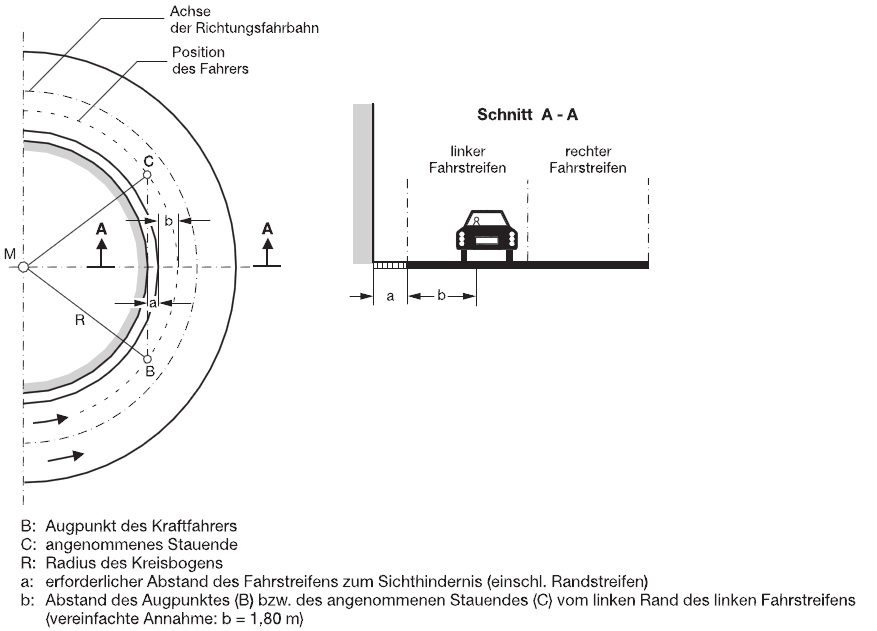 Achse
der Richtungsfahrbahn
Position
des Fahrers
Schnitt A - A
linker
Fahrstreifen
rechter
Fahrstreifen
C
b
A
A
M
a
R
B
a
b
B: Augpunkt des Kraftfahrers
C: angenommenes Stauende
R: Radius des Kreisbogens
a: erforderlicher Abstand des Fahrstreifens zum Sichthindernis (einschl. Randstreifen)
b: Abstand des Augpunktes (B) bzw. des angenommenen Stauendes (C) vom linken Rand des linken Fahrstreifens
(vereinfachte Annahme: b = 1,80 m)